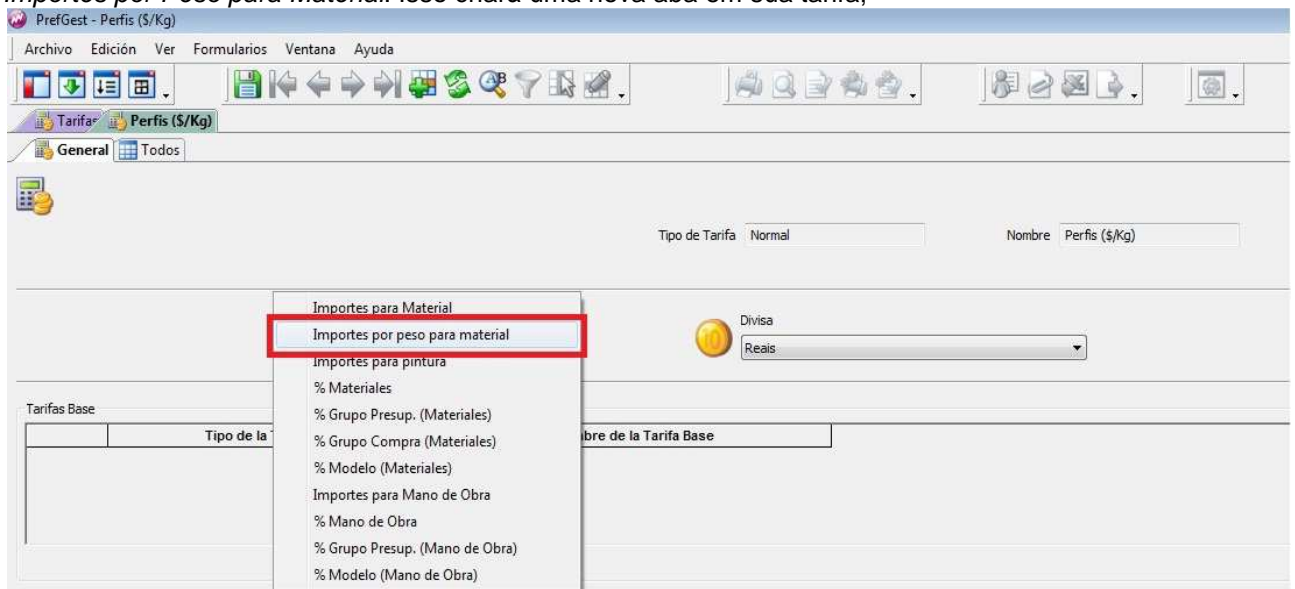 Importes por Peso para Material. Isso criará uma nova aba em sua tarifa;
PrefGest - Perfis ($/Kg)
Archivo Edición Ver Formularios Ventana Ayuda
Tarifas Perfis ($/Kg)
General Todos
Tipo de Tarifa Normal Nombre Perfis ($/Kg)
Importes para Material
Importes por peso para material
Divisa
Reais
Importes para pintura
% Materiales
Tarifas Base
% Grupo Presup. (Materiales)
Tipo de la bre de la Tarifa Base
% Grupo Compra (Materiales)
% Modelo (Materiales)
Importes para Mano de Obra
% Mano de Obra
% Grupo Presup. (Mano de Obra)
% Modelo (Mano de Obra)